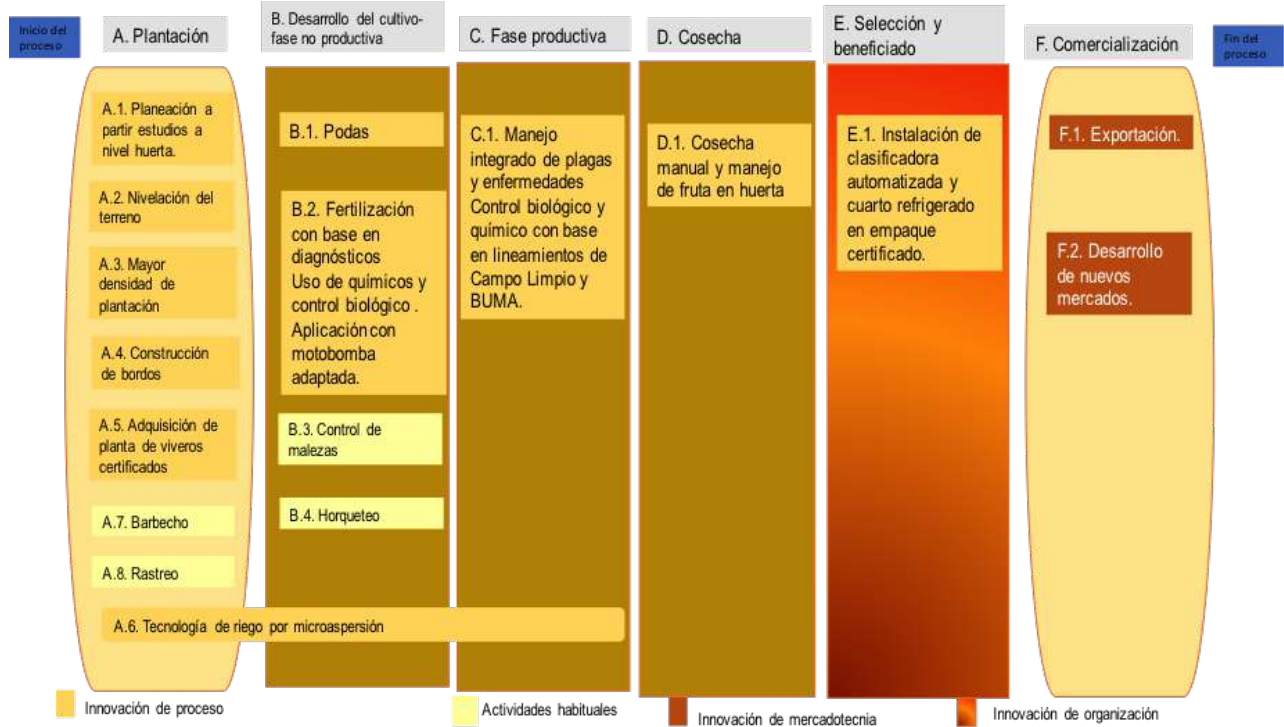 Inicio del
proceso
A. Plantación
B. Desarrollo del cultivo-
fase no productiva
C. Fase productiva
D. Cosecha
E. Selección y
beneficiado
F. Comercialización
Fin del
proceso
A.1. Planeación a
partir estudios a
nivel huerta.
A.2. Nivelación del
terreno
A.3. Mayor
densidad de
plantación
A.4. Construcción
de bordos
A.5. Adquisición de
planta de viveros
certificados
A.7. Barbecho
A.8. Rastreo
A.6. Tecnología de riego por microaspersión
B.1. Podas
B.2. Fertilización
con base en
diagnósticos
Uso de químicos y
control biológico .
Aplicación con
motobomba
adaptada.
B.3. Control de
malezas
B.4. Horqueteo
C.1. Manejo
integrado de plagas
y enfermedades
Control biológico y
químico con base
en lineamientos de
Campo Limpio y
BUMA.
D.1. Cosecha
manual y manejo
de fruta en huerta
E.1. Instalación de
clasificadora
automatizada y
cuarto refrigerado
en empaque
certificado.
F.1. Exportación.
F.2. Desarrollo
de nuevos
mercados.
Innovación de proceso
Actividades habituales
Innovación de mercadotecnia
Innovación de organización